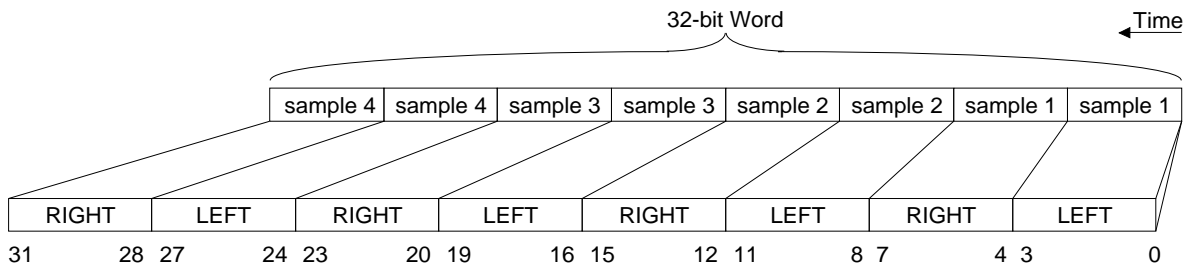 32-bit Word
Time
sample 4 sample 4 sample 3 sample 3 sample 2 sample 2 sample 1 sample 1
RIGHT LEFT RIGHT LEFT RIGHT LEFT RIGHT LEFT
31 28 27 24 23 20 19 16 15 12 11 8 7 4 3 0